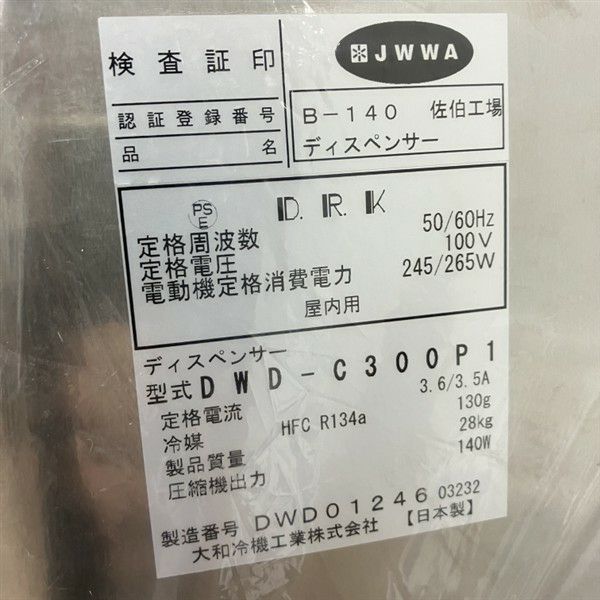 検査証印
JWWA
認証登録番号 B-140 佐伯工場
品名 ディスペンサー
PS E D.R.K
定格周波数 50/60Hz
定格電圧 100V
電動機定格消費電力 245/265W
屋内用
ディスペンサー
型式 DWD-C300P1
定格電流 3.6/3.5A
冷媒 HFC R134a 130g
製品質量 28kg
圧縮機出力 140W
製造番号 DWD01246 03232
大和冷機工業株式会社 【日本製】